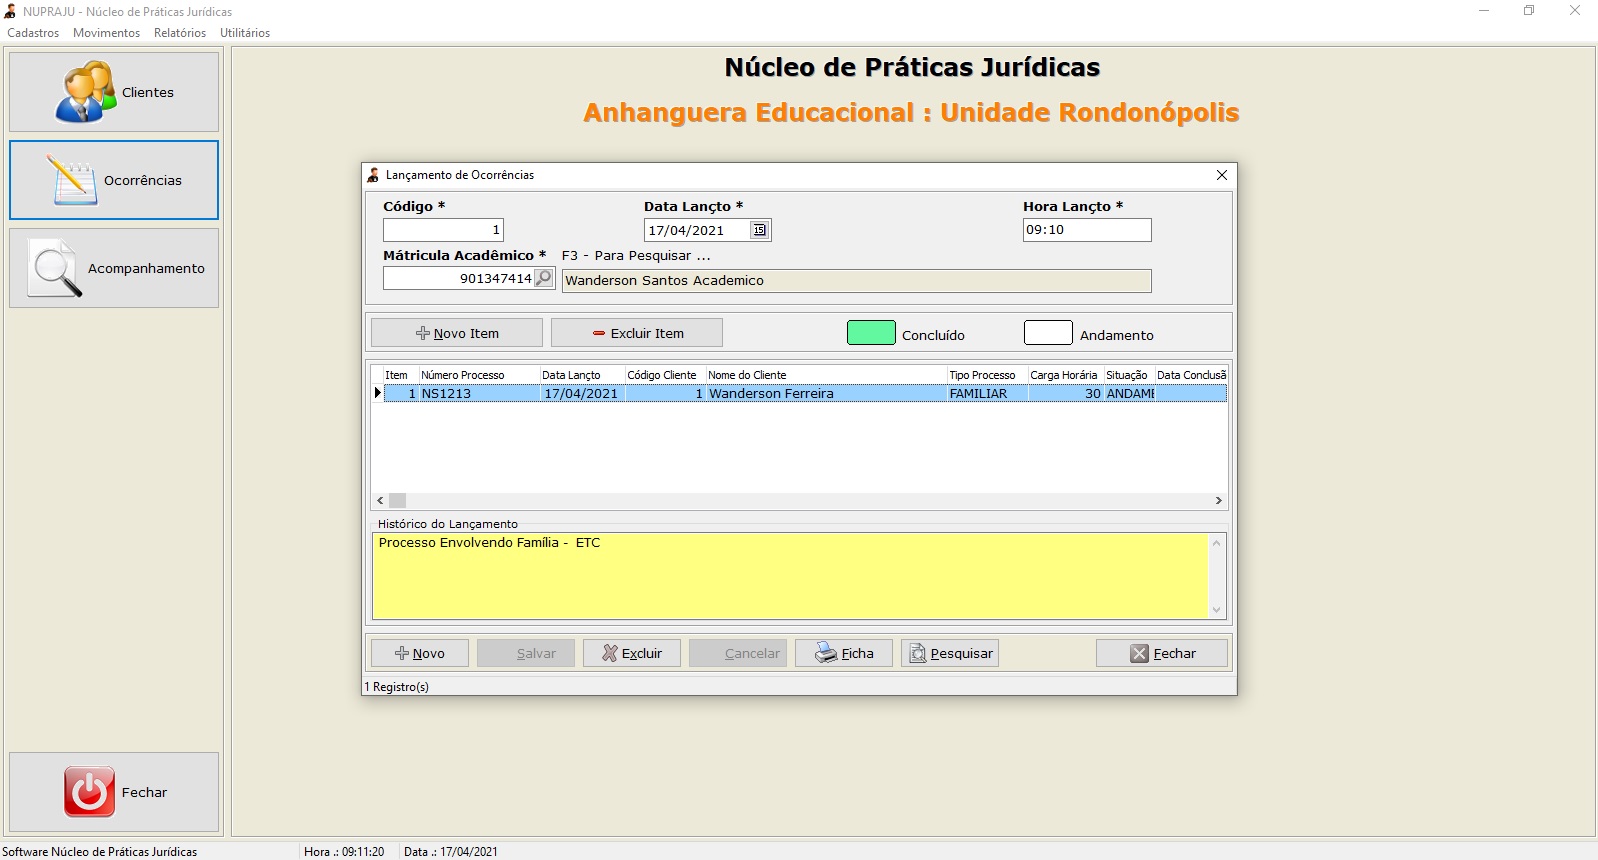 NUPRAJU - Núcleo de Práticas Jurídicas
Cadastros Movimentos Relatórios Utilitários
Clientes
Ocorrências
Acompanhamento
Fechar
Núcleo de Práticas Jurídicas
Anhanguera Educacional : Unidade Rondonópolis
Lançamento de Ocorrências
Código * Data Lançto * Hora Lançto *
1 17/04/2021 15 09:10
Mátricula Acadêmico * F3 - Para Pesquisar ...
901347414 Wanderson Santos Academico
Novo Item Excluir Item Concluído Andamento
Item Número Processo Data Lançto Código Cliente Nome do Cliente Tipo Processo Carga Horária Situação Data Conclusã
1 NS1213 17/04/2021 1 Wanderson Ferreira FAMILIAR 30 ANDAME
Histórico do Lançamento
Processo Envolvendo Família - ETC
Novo Salvar Excluir Cancelar Ficha Pesquisar Fechar
1 Registro(s)
Software Núcleo de Práticas Jurídicas Hora .: 09:11:20 Data .: 17/04/2021